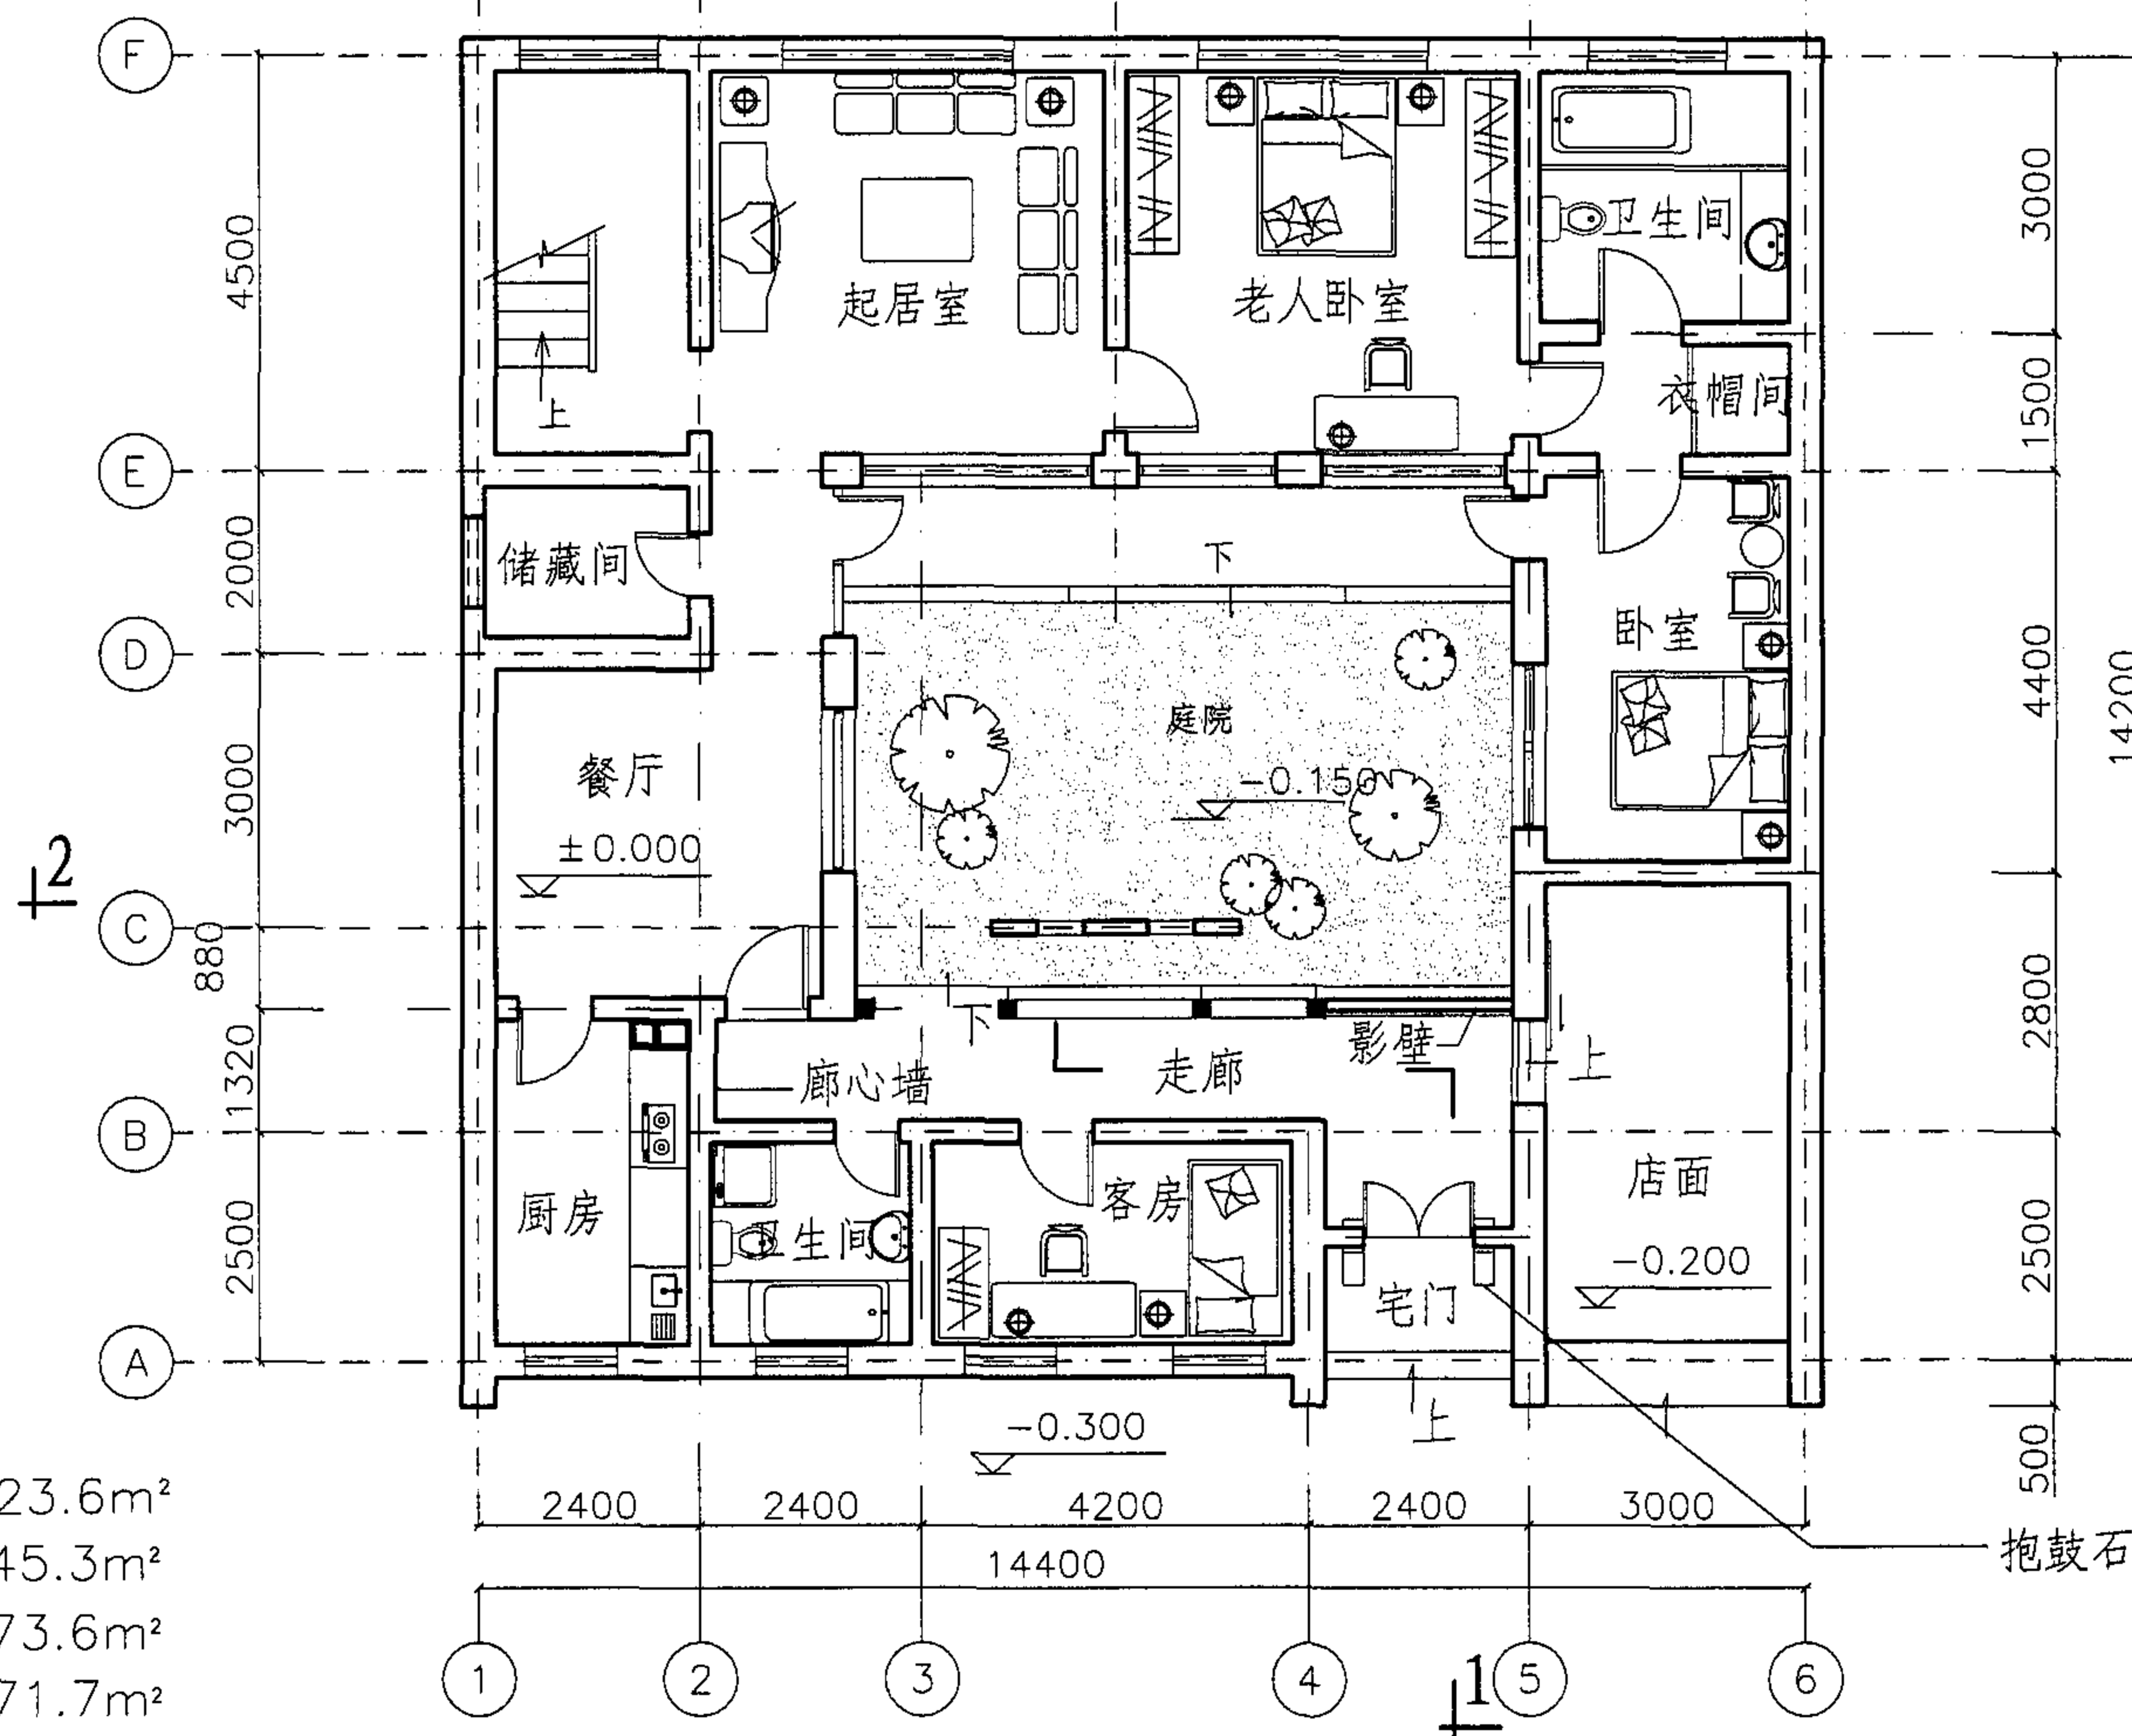 F
卫生间
起居室
老人卧室
3000
4500
衣帽间
1500
上
E
储藏间
下
2000
卧室
D
庭院
4400
14200
餐厅
-0.150
3000
±0.000
2
C
880
下
影壁
2800
走廊
上
廊心墙
1320
B
店面
厨房
卫生间
客房
2500
-0.200
2500
宅门
A
上
-0.300
500
23.6m²
2400
2400
4200
2400
3000
抱鼓石
45.3m²
14400
73.6m²
71.7m²
1
2
3
4
1
5
6